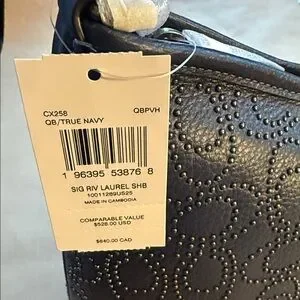 CX258 QBPVH
QB/TRUE NAVY
1 96395 53876 8
SIG RIV LAUREL SHB
10011269US25
MADE IN CAMBODIA
COMPARABLE VALUE
$528.00 USD
$640.00 CAD